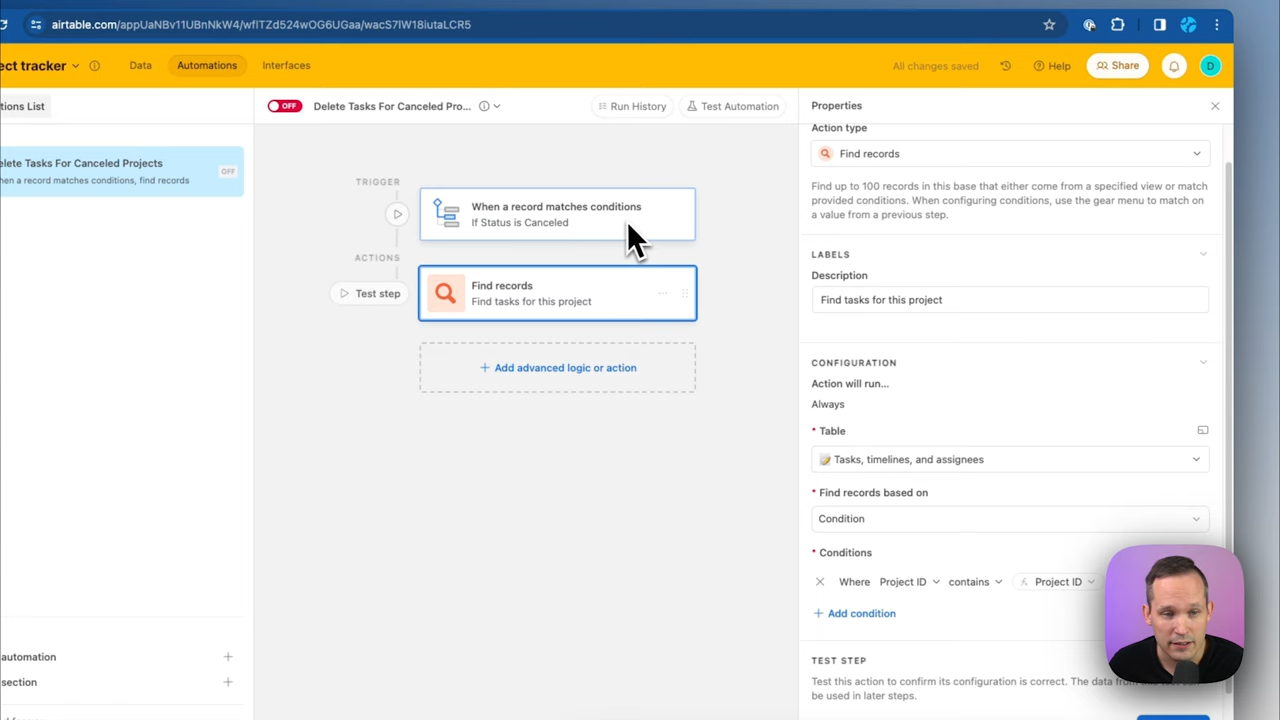 airtable.com/appUaNBv11UBnNkW4/wflTZd524wOG6UGaa/wacS7IW18iutaLCR5
ect tracker
Data
Automations
Interfaces
All changes saved
Help
Share
D
tions List
OFF
Delete Tasks For Canceled Pro...
Run History
Test Automation
Properties
elete Tasks For Canceled Projects
hen a record matches conditions, find records
OFF
TRIGGER
When a record matches conditions
If Status is Canceled
ACTIONS
Test step
Find records
Find tasks for this project
Add advanced logic or action
Action type
Find records
Find up to 100 records in this base that either come from a specified view or match
provided conditions. When configuring conditions, use the gear menu to match on
a value from a previous step.
LABELS
Description
Find tasks for this project
CONFIGURATION
Action will run...
Always
* Table
Tasks, timelines, and assignees
* Find records based on
Condition
* Conditions
Where Project ID contains Project ID
+ Add condition
TEST STEP
Test this action to confirm its configuration is correct. The data from this test can
be used in later steps.
automation
section